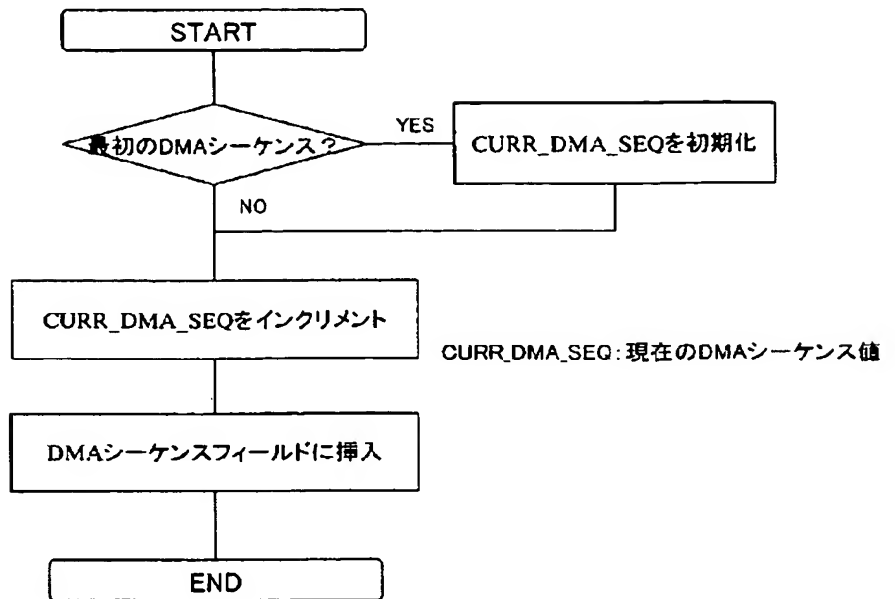 START
最初のDMAシーケンス?
YES
CURR_DMA_SEQを初期化
NO
CURR_DMA_SEQをインクリメント
CURR_DMA_SEQ:現在のDMAシーケンス値
DMAシーケンスフィールドに挿入
END